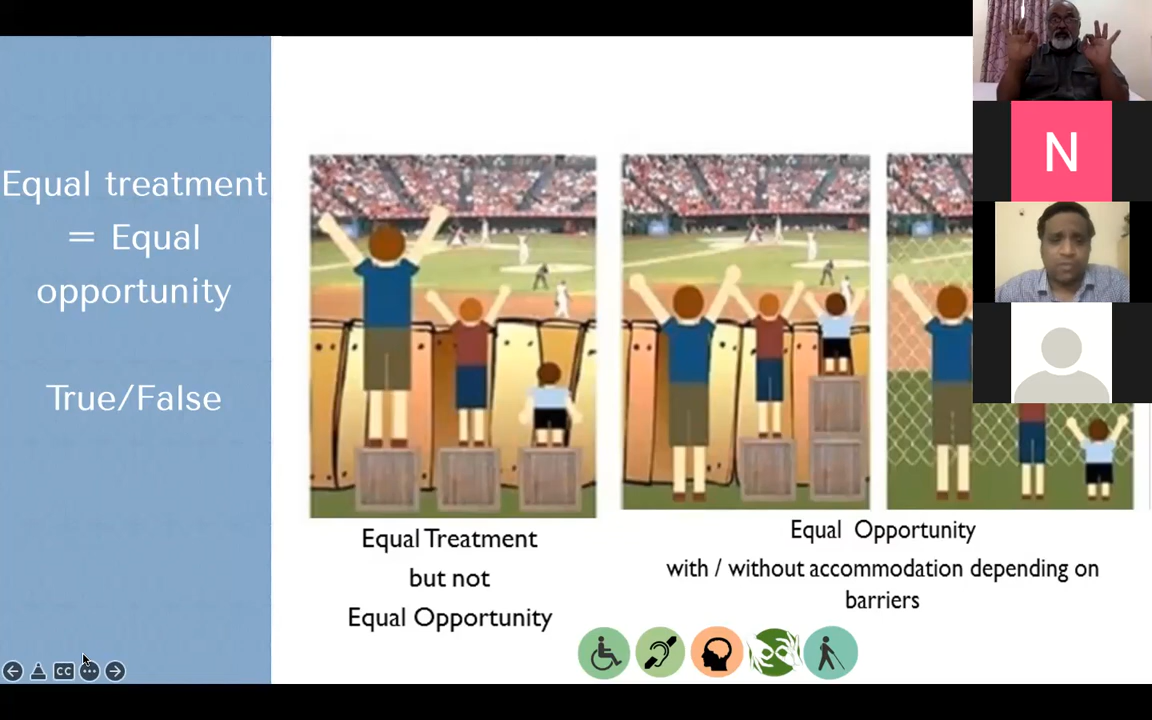 Equal treatment
= Equal
opportunity
True/False
Equal Treatment
but not
Equal Opportunity
Equal Opportunity
with / without accommodation depending on
barriers
CC
N